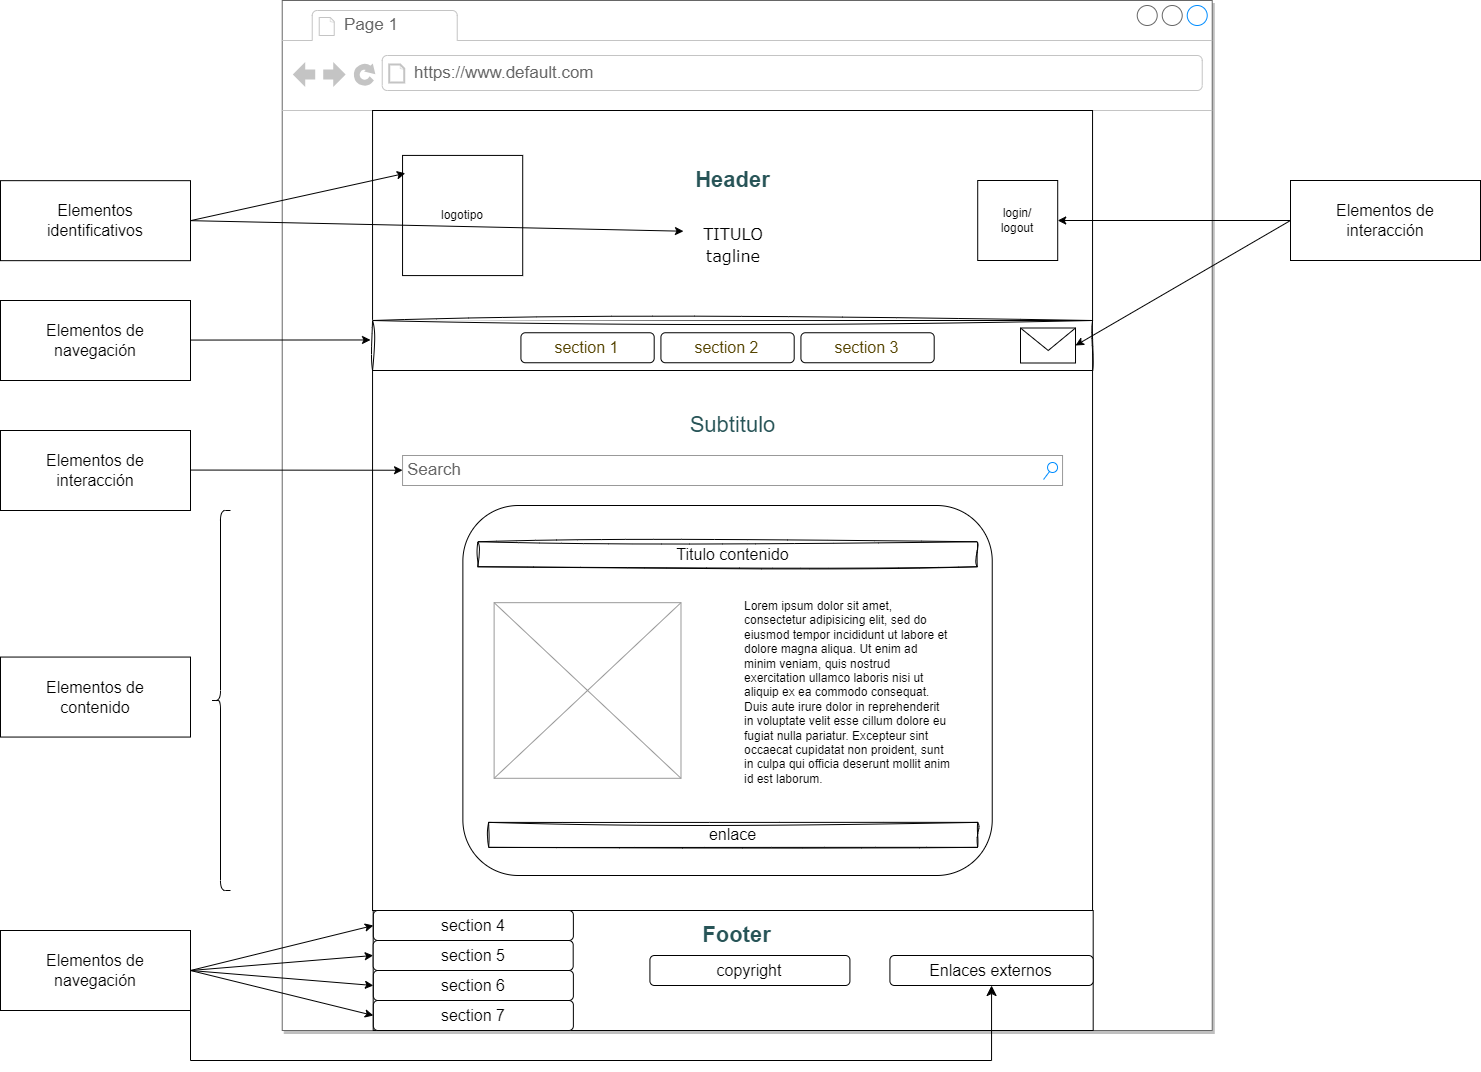 Page 1
https://www.default.com
Header
logotipo
TITULO
tagline
login/
logout
Elementos
identificativos
Elementos de
interacción
Elementos de
navegación
section 1
section 2
section 3
Subtitulo
Elementos de
interacción
Search
Titulo contenido
Lorem ipsum dolor sit amet,
consectetur adipisicing elit, sed do
eiusmod tempor incididunt ut labore et
dolore magna aliqua. Ut enim ad
minim veniam, quis nostrud
exercitation ullamco laboris nisi ut
aliquip ex ea commodo consequat.
Duis aute irure dolor in reprehenderit
in voluptate velit esse cillum dolore eu
fugiat nulla pariatur. Excepteur sint
occaecat cupidatat non proident, sunt
in culpa qui officia deserunt mollit anim
id est laborum.
Elementos de
contenido
enlace
section 4
section 5
section 6
section 7
Footer
copyright
Enlaces externos
Elementos de
navegación